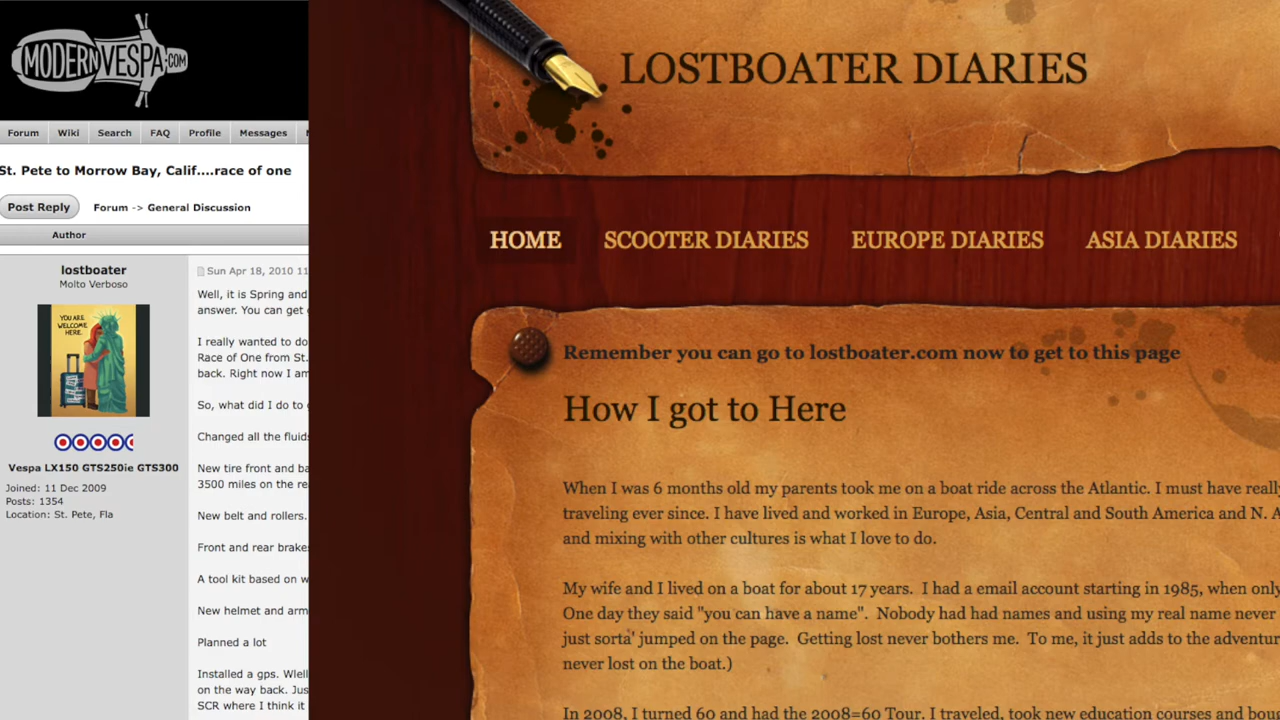 MODERNVESPA.COM
Forum Wiki Search FAQ Profile Messages
St. Pete to Morrow Bay, Calif....race of one
Post Reply Forum -> General Discussion
Author
lostboater
Molto Verboso
YOU ARE
WELCOME
HERE.
Vespa LX150 GTS250ie GTS300
Joined: 11 Dec 2009
Posts: 1354
Location: St. Pete, Fla
Sun Apr 18, 2010 11
Well, it is Spring and
answer. You can get
I really wanted to do
Race of One from St.
back. Right now I am
So, what did I do to
Changed all the fluids
New tire front and ba
3500 miles on the re
New belt and rollers.
Front and rear brake
A tool kit based on w
New helmet and arm
Planned a lot
Installed a gps. Wlell
on the way back. Jus
SCR where I think it
LOSTBOATER DIARIES
HOME SCOOTER DIARIES EUROPE DIARIES ASIA DIARIES
Remember you can go to lostboater.com now to get to this page
How I got to Here
When I was 6 months old my parents took me on a boat ride across the Atlantic. I must have really
traveling ever since. I have lived and worked in Europe, Asia, Central and South America and N. A
and mixing with other cultures is what I love to do.
My wife and I lived on a boat for about 17 years. I had a email account starting in 1985, when only
One day they said "you can have a name". Nobody had had names and using my real name never
just sorta' jumped on the page. Getting lost never bothers me. To me, it just adds to the adventu
never lost on the boat.)
In 2008, I turned 60 and had the 2008=60 Tour. I traveled, took new education courses and boug